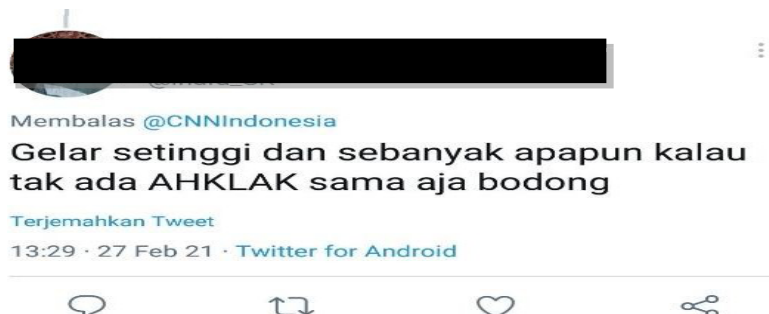 Membalas @CNNIndonesia
Gelar setinggi dan sebanyak apapun kalau
tak ada AHKLAK sama aja bodong
Terjemahkan Tweet
13:29 · 27 Feb 21 · Twitter for Android